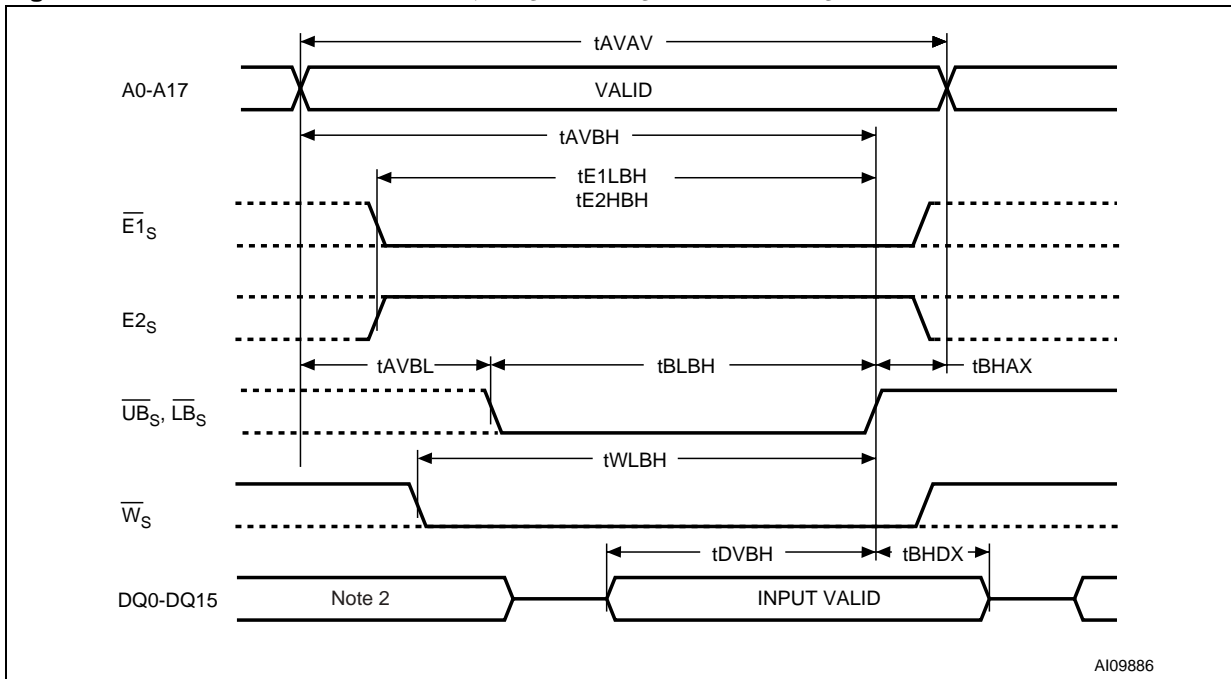 tAVAV
A0-A17
VALID
tAVBH
tE1LBH
tE2HBH
E1S
E2S
tAVBL
tBLBH
tBHAX
UBS, LBS
tWLBH
WS
tDVBH
tBHDX
DQ0-DQ15
Note 2
INPUT VALID
AI09886